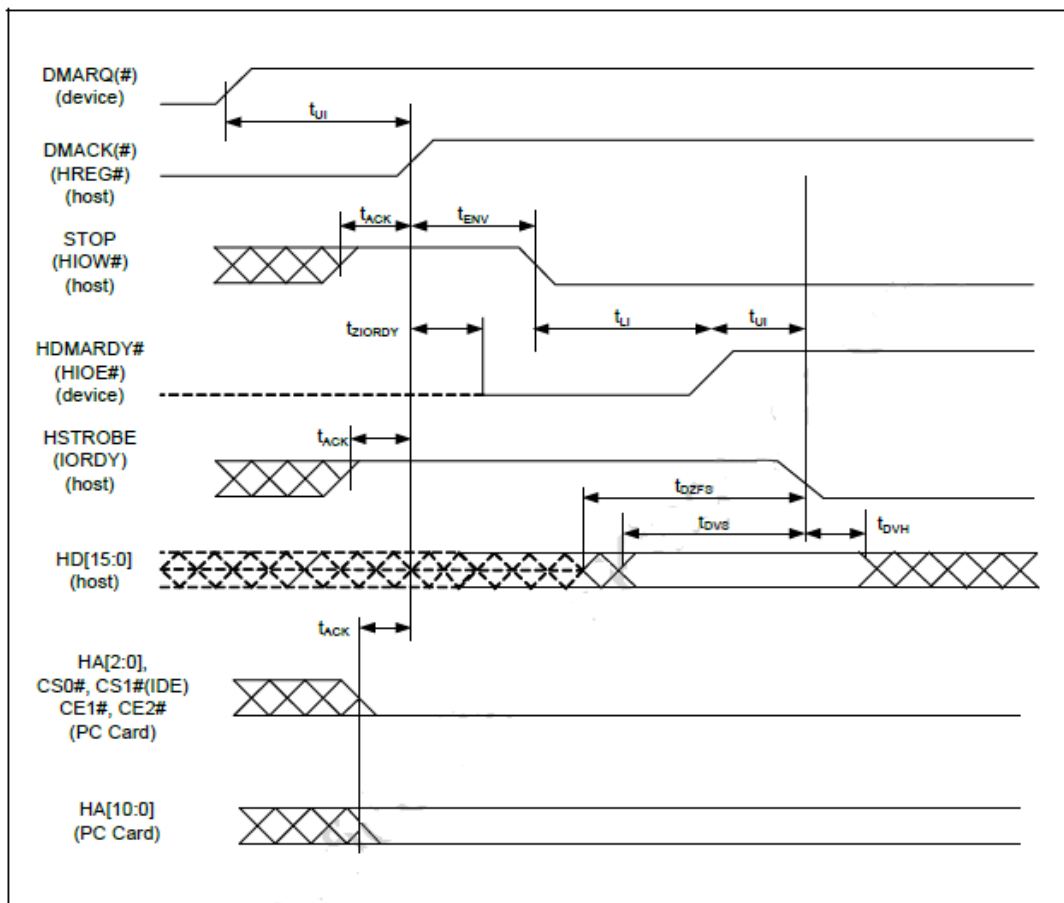 DMARQ(#)
(device)
tUI
DMACK(#)
(HREG#)
(host)
tACK
tENV
STOP
(HIOW#)
(host)
tZIORDY
tLI
tUI
HDMARDY#
(HIOE#)
(device)
tACK
HSTROBE
(IORDY)
(host)
tDZFS
tDVS
tDVH
HD[15:0]
(host)
tACK
HA[2:0],
CS0#, CS1#(IDE)
CE1#, CE2#
(PC Card)
HA[10:0]
(PC Card)